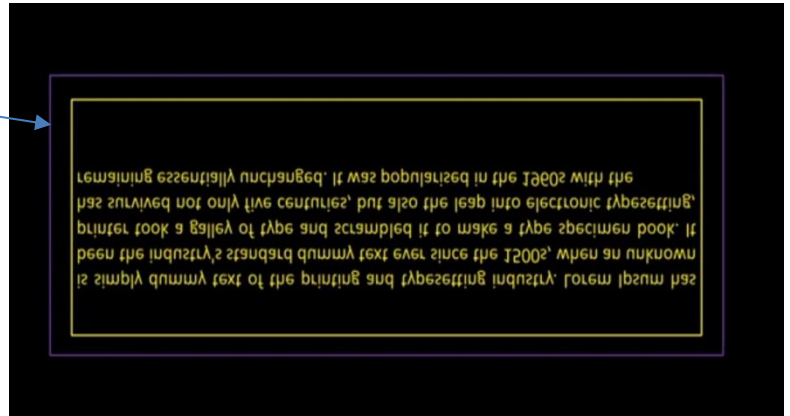 is simply dummy text of the printing and typesetting industry. Lorem Ipsum has
been the industry's standard dummy text ever since the 1500s, when an unknown
printer took a galley of type and scrambled it to make a type specimen book. It
has survived not only five centuries, but also the leap into electronic typesetting,
remaining essentially unchanged. It was popularised in the 1960s with the